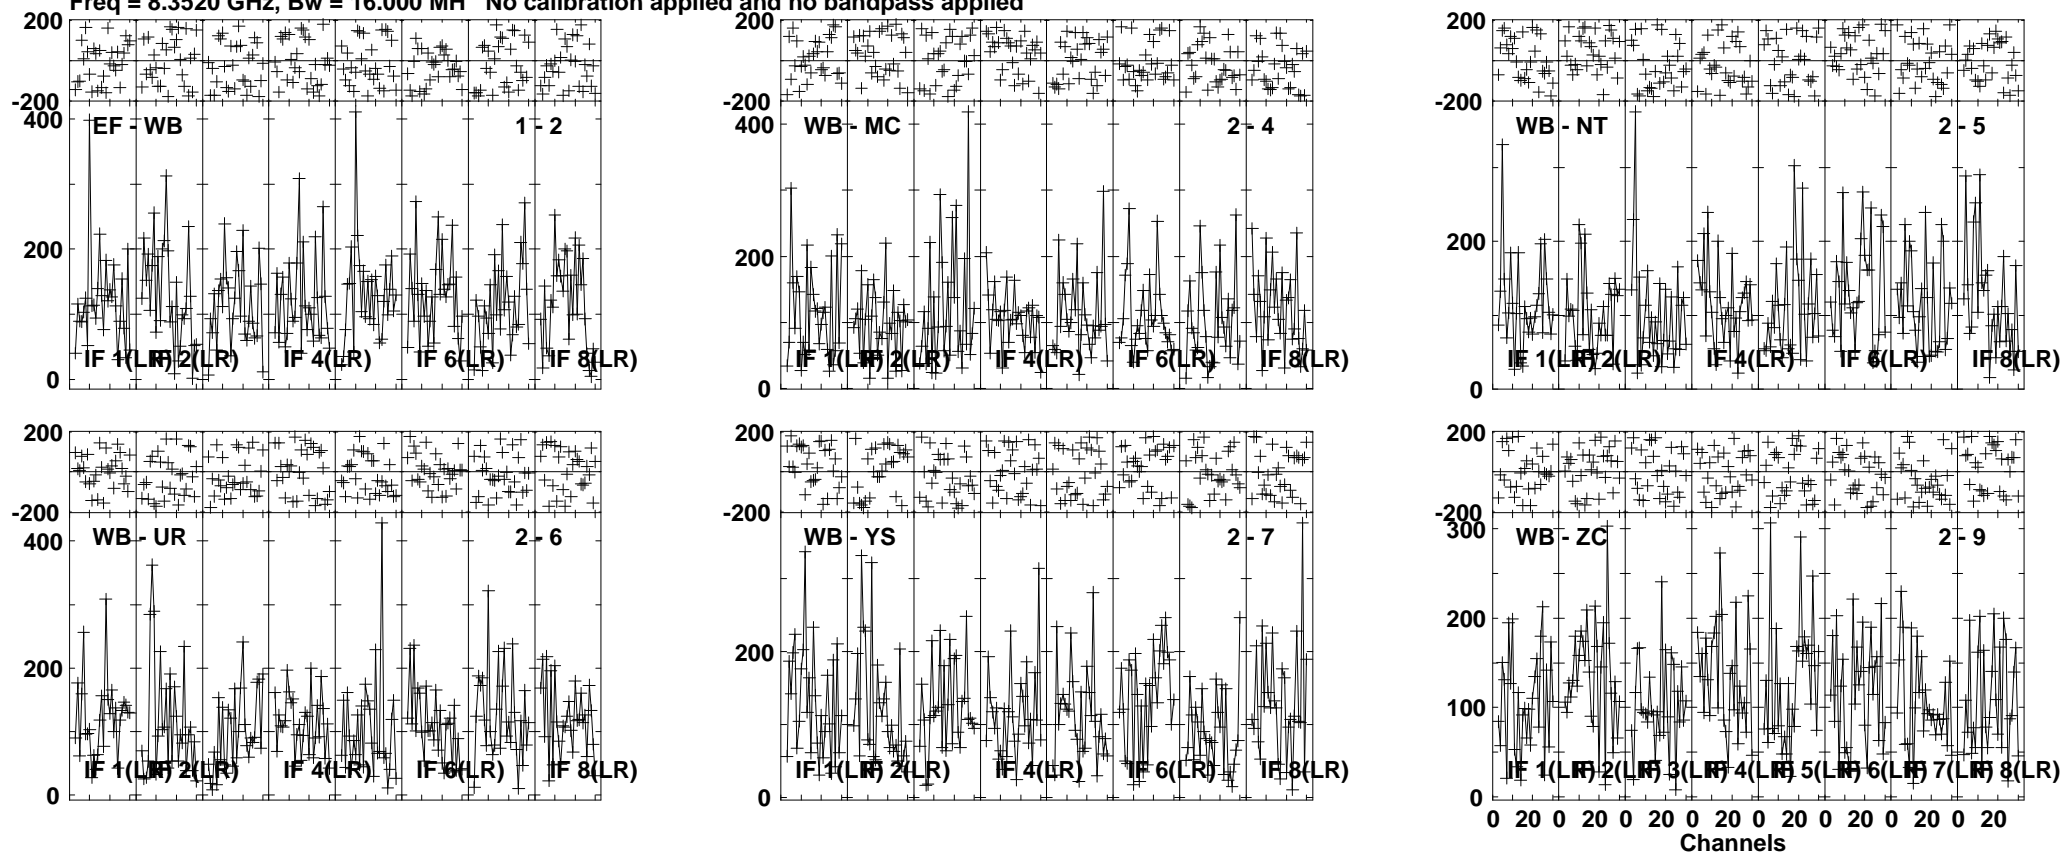 Freq = 8.3520 GHz, Bw = 16.000 MH No calibration applied and no bandpass applied
200
-200
400
200
0
EF - WB
1 - 2
IF 1(LR)
IF 2(LR)
IF 4(LR)
IF 6(LR)
IF 8(LR)
200
-200
400
200
0
WB - MC
2 - 4
IF 1(LR)
IF 2(LR)
IF 4(LR)
IF 6(LR)
IF 8(LR)
200
-200
200
0
WB - NT
2 - 5
IF 1(LR)
IF 2(LR)
IF 4(LR)
IF 6(LR)
IF 8(LR)
200
-200
400
200
0
WB - UR
2 - 6
IF 1(LR)
IF 2(LR)
IF 4(LR)
IF 6(LR)
IF 8(LR)
200
-200
200
0
WB - YS
2 - 7
IF 1(LR)
IF 2(LR)
IF 4(LR)
IF 6(LR)
IF 8(LR)
200
-200
300
200
100
0
WB - ZC
2 - 9
IF 1(LR)
IF 2(LR)
IF 3(LR)
IF 4(LR)
IF 5(LR)
IF 6(LR)
IF 7(LR)
IF 8(LR)
0 20 0 20 0 20 0 20 0 20 0 20 0 20 0 20
Channels